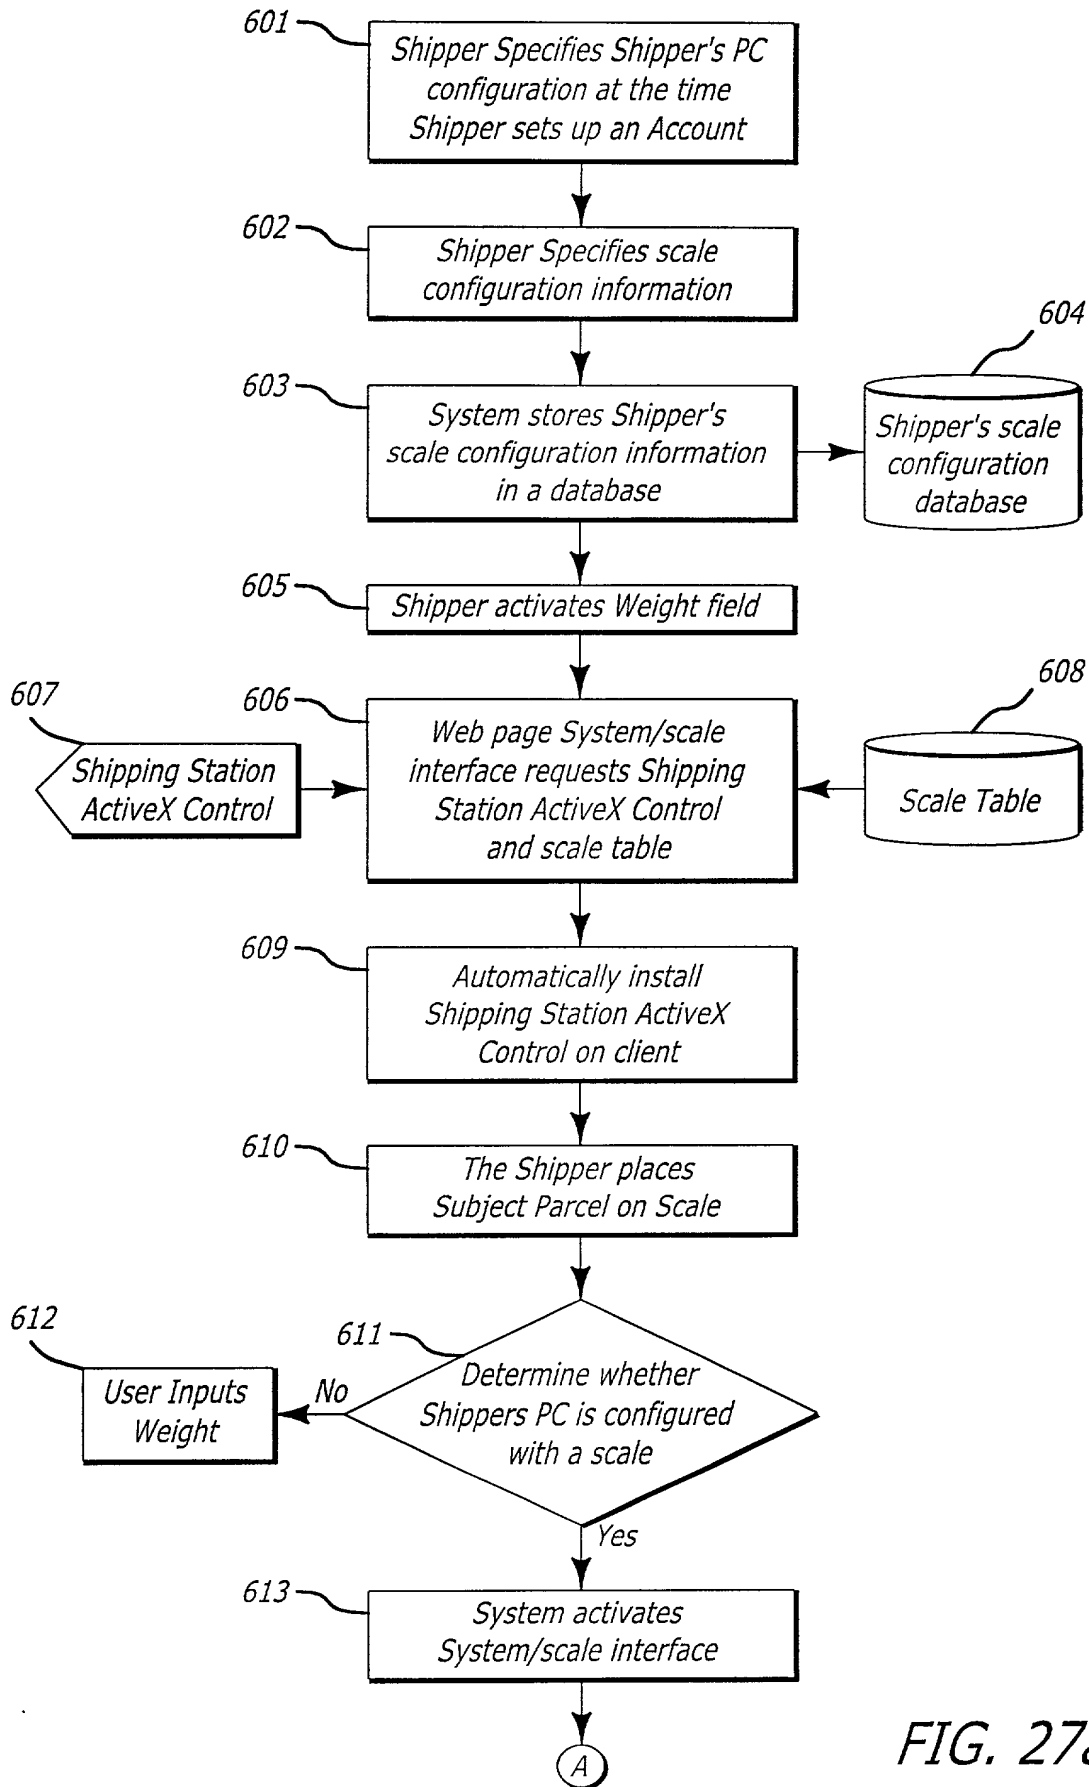 601
Shipper Specifies Shipper's PC
configuration at the time
Shipper sets up an Account
602
Shipper Specifies scale
configuration information
603
System stores Shipper's
scale configuration information
in a database
604
Shipper's scale
configuration
database
605
Shipper activates Weight field
606
Web page System/scale
interface requests Shipping
Station ActiveX Control
and scale table
607
Shipping Station
ActiveX Control
608
Scale Table
609
Automatically install
Shipping Station ActiveX
Control on client
610
The Shipper places
Subject Parcel on Scale
611
Determine whether
Shippers PC is configured
with a scale
No
612
User Inputs
Weight
Yes
613
System activates
System/scale interface
A
FIG. 27a